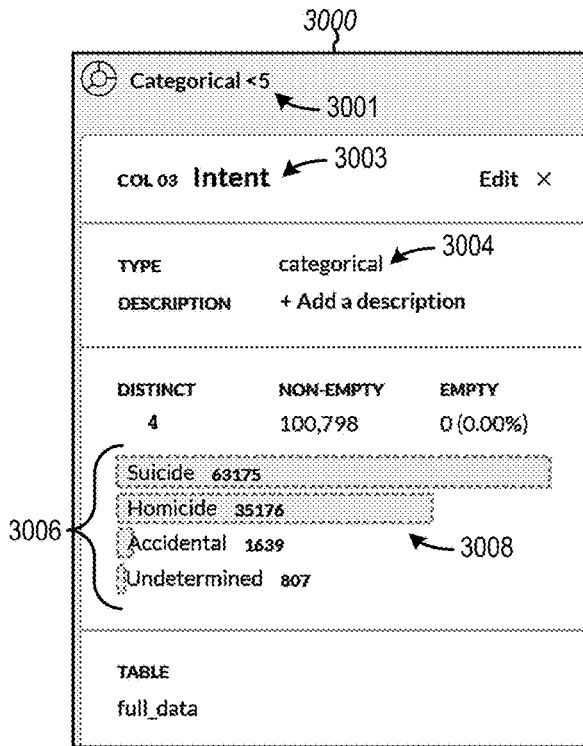 3000
Categorical <5
3001
COL 03 Intent
3003
Edit ×
TYPE categorical
3004
DESCRIPTION + Add a description
DISTINCT NON-EMPTY EMPTY
4 100,798 0 (0.00%)
Suicide 63175
Homicide 35176
3006
Accidental 1639
3008
Undetermined 807
TABLE
full_data